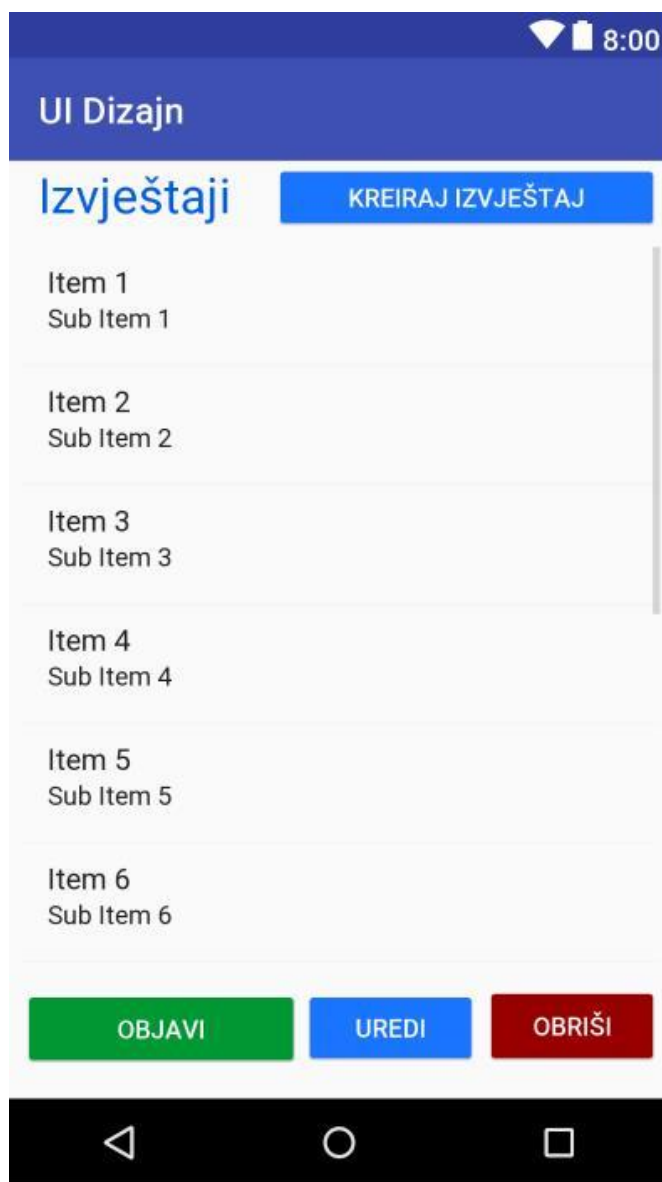 8:00
UI Dizajn
Izvještaji KREIRAJ IZVJEŠTAJ
Item 1
Sub Item 1
Item 2
Sub Item 2
Item 3
Sub Item 3
Item 4
Sub Item 4
Item 5
Sub Item 5
Item 6
Sub Item 6
OBJAVI UREDI OBRIŠI